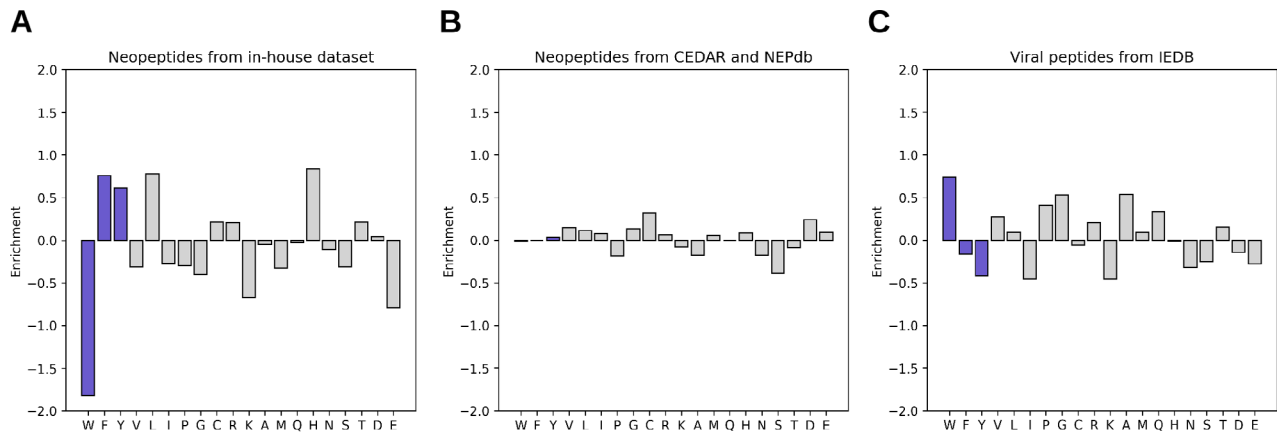 A
Neopeptides from in-house dataset
2.0
1.5
1.0
0.5
0.0
−0.5
−1.0
−1.5
−2.0
Enrichment
W F Y V L I P G C R K A M Q H N S T D E
B
Neopeptides from CEDAR and NEPdb
2.0
1.5
1.0
0.5
0.0
−0.5
−1.0
−1.5
−2.0
Enrichment
W F Y V L I P G C R K A M Q H N S T D E
C
Viral peptides from IEDB
2.0
1.5
1.0
0.5
0.0
−0.5
−1.0
−1.5
−2.0
Enrichment
W F Y V L I P G C R K A M Q H N S T D E